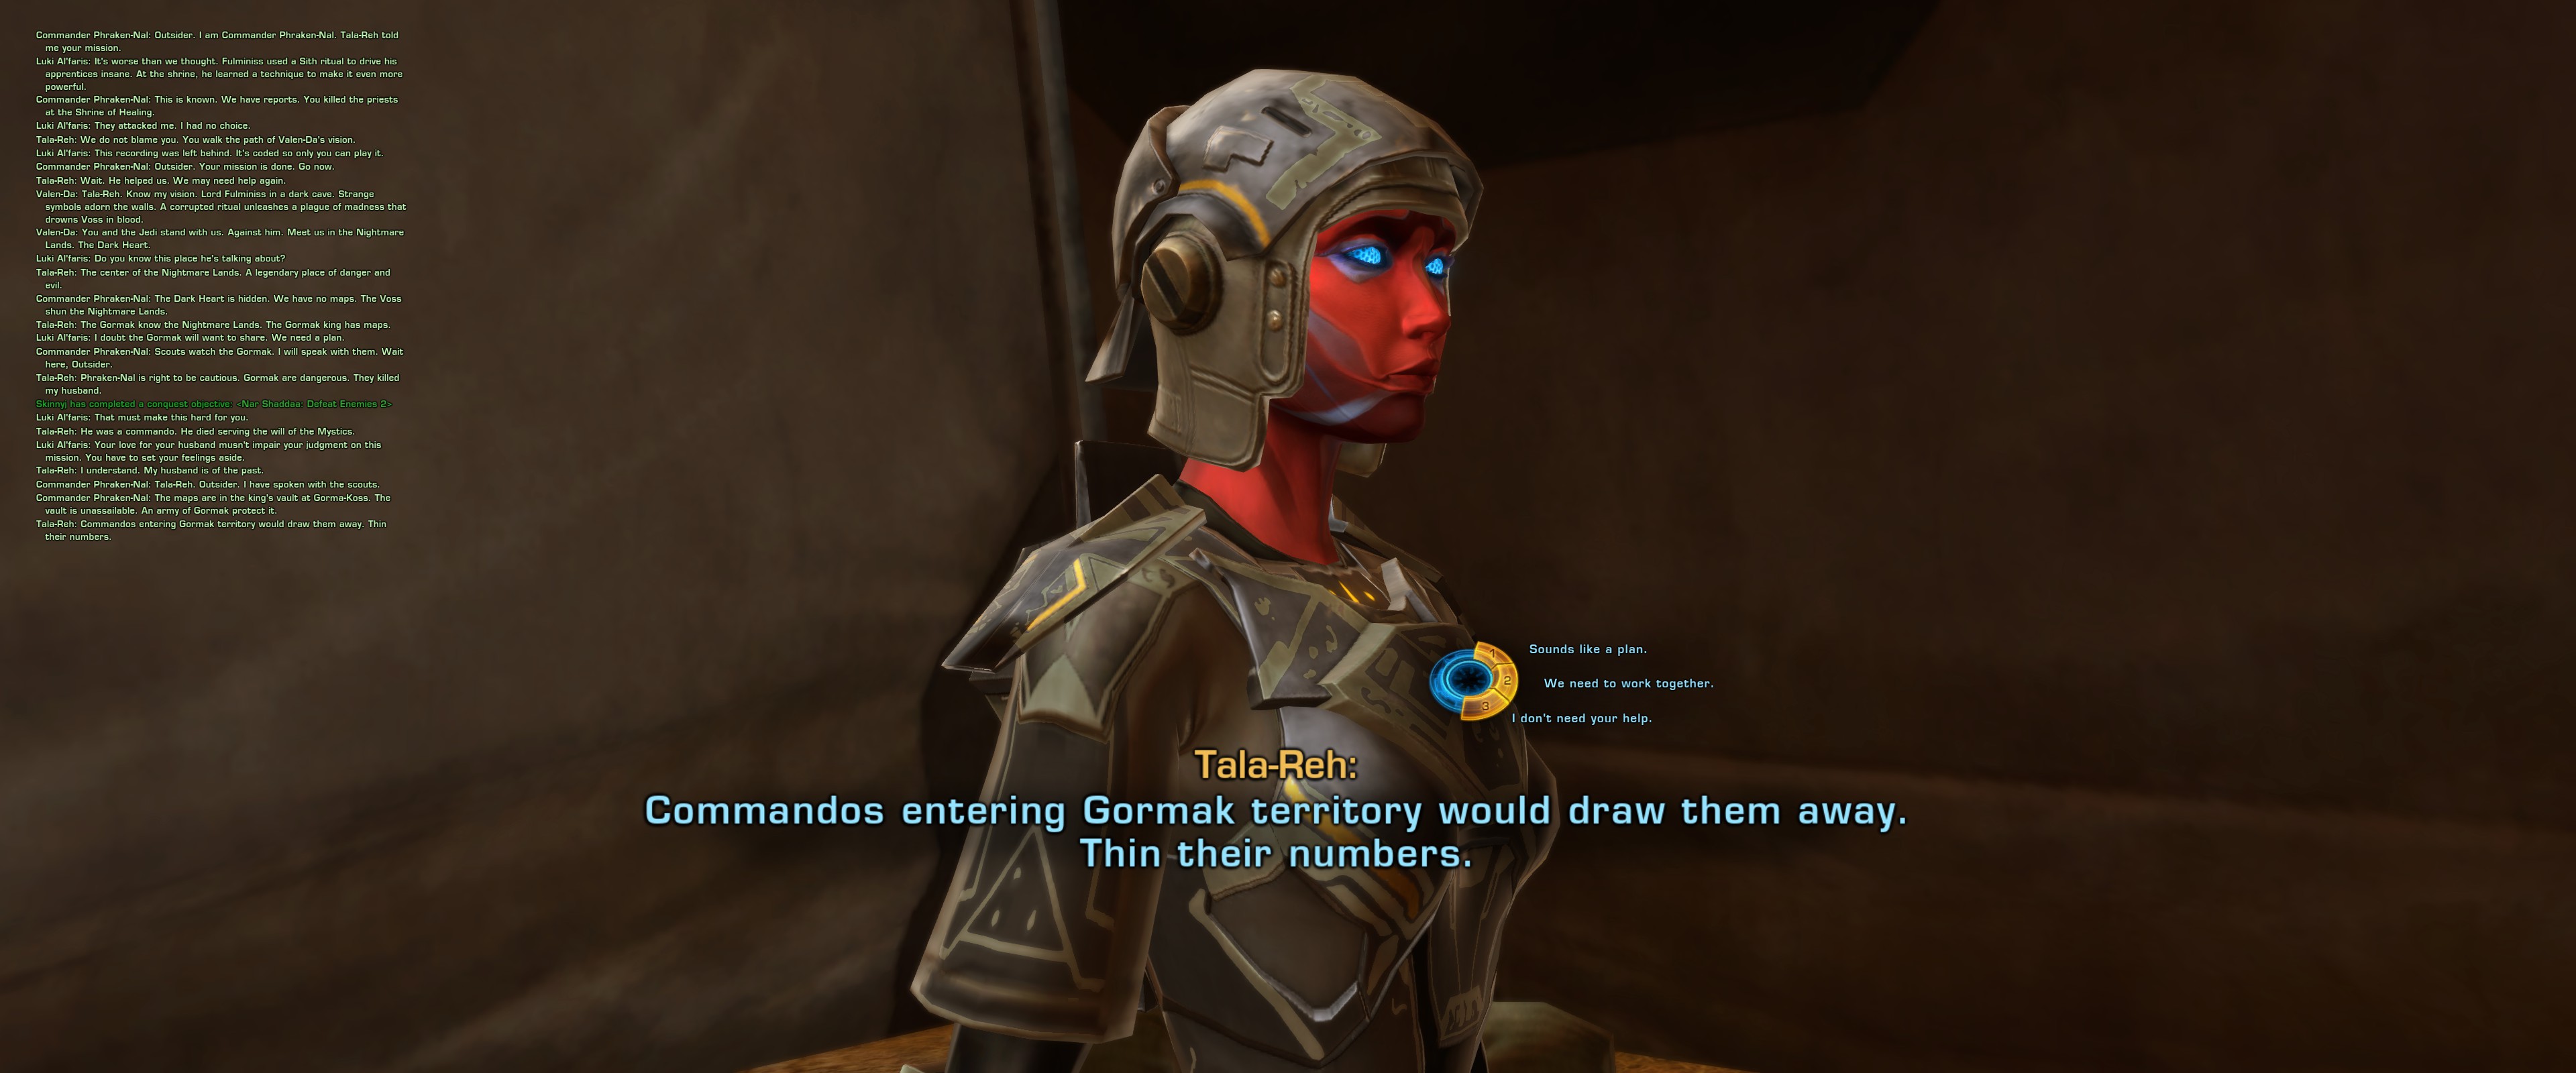 Commander Phraken-Nal: Outsider. I am Commander Phraken-Nal. Tala-Reh told
me your mission.
Luki Al'faris: It's worse than we thought. Fulminiss used a Sith ritual to drive his
apprentices insane. At the shrine, he learned a technique to make it even more
powerful.
Commander Phraken-Nal: This is known. We have reports. You killed the priests
at the Shrine of Healing.
Luki Al'faris: They attacked me. I had no choice.
Tala-Reh: We do not blame you. You walk the path of Valen-Da's vision.
Luki Al'faris: This recording was left behind. It's coded so only you can play it.
Commander Phraken-Nal: Outsider. Your mission is done. Go now.
Tala-Reh: Wait. He helped us. We may need help again.
Valen-Da: Tala-Reh. Know my vision. Lord Fulminiss in a dark cave. Strange
symbols adorn the walls. A corrupted ritual unleashes a plague of madness that
drowns Voss in blood.
Valen-Da: You and the Jedi stand with us. Against him. Meet us in the Nightmare
Lands. The Dark Heart.
Luki Al'faris: Do you know this place he's talking about?
Tala-Reh: The center of the Nightmare Lands. A legendary place of danger and
evil.
Commander Phraken-Nal: The Dark Heart is hidden. We have no maps. The Voss
shun the Nightmare Lands.
Tala-Reh: The Gormak know the Nightmare Lands. The Gormak king has maps.
Luki Al'faris: I doubt the Gormak will want to share. We need a plan.
Commander Phraken-Nal: Scouts watch the Gormak. I will speak with them. Wait
here, Outsider.
Tala-Reh: Phraken-Nal is right to be cautious. Gormak are dangerous. They killed
my husband.
Skinnyj has completed a conquest objective: <Nar Shaddaa: Defeat Enemies 2>
Luki Al'faris: That must make this hard for you.
Tala-Reh: He was a commando. He died serving the will of the Mystics.
Luki Al'faris: Your love for your husband musn't impair your judgment on this
mission. You have to set your feelings aside.
Tala-Reh: I understand. My husband is of the past.
Commander Phraken-Nal: Tala-Reh. Outsider. I have spoken with the scouts.
Commander Phraken-Nal: The maps are in the king's vault at Gorma-Koss. The
vault is unassailable. An army of Gormak protect it.
Tala-Reh: Commandos entering Gormak territory would draw them away. Thin
their numbers.
1 Sounds like a plan.
2 We need to work together.
3 I don't need your help.
Tala-Reh:
Commandos entering Gormak territory would draw them away.
Thin their numbers.